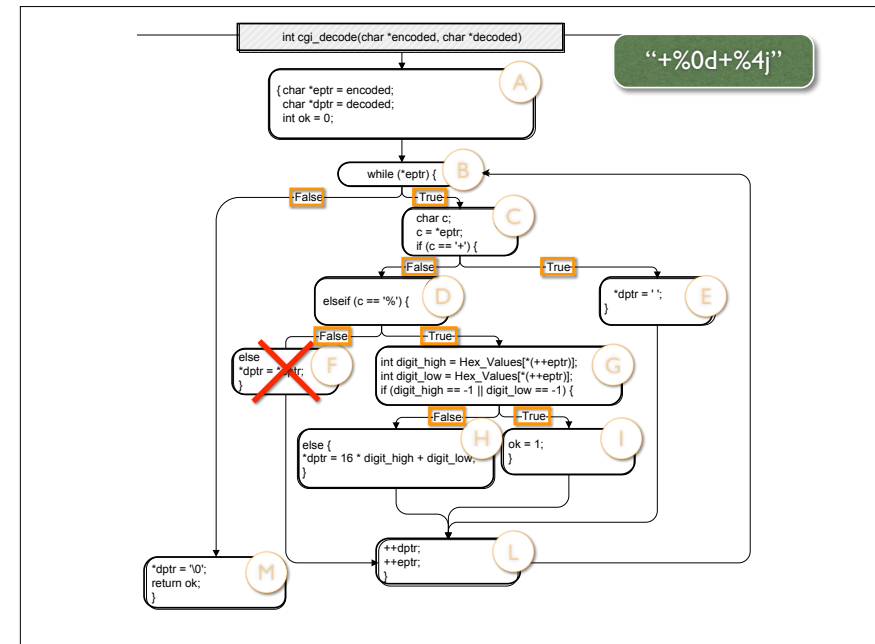 int cgi_decode(char *encoded, char *decoded)
“+%0d+%4j”
{ char *eptr = encoded;
char *dptr = decoded;
int ok = 0;
A
while (*eptr) {
B
False
True
char c;
c = *eptr;
if (c == '+') {
C
False
True
elseif (c == '%') {
D
*dptr = ' ';
}
E
False
True
else
*dptr = *eptr;
}
F
int digit_high = Hex_Values[*(++eptr)];
int digit_low = Hex_Values[*(++eptr)];
if (digit_high == -1 || digit_low == -1) {
G
False
True
else {
*dptr = 16 * digit_high + digit_low;
}
H
ok = 1;
}
I
*dptr = '\0';
return ok;
}
M
++dptr;
++eptr;
}
L